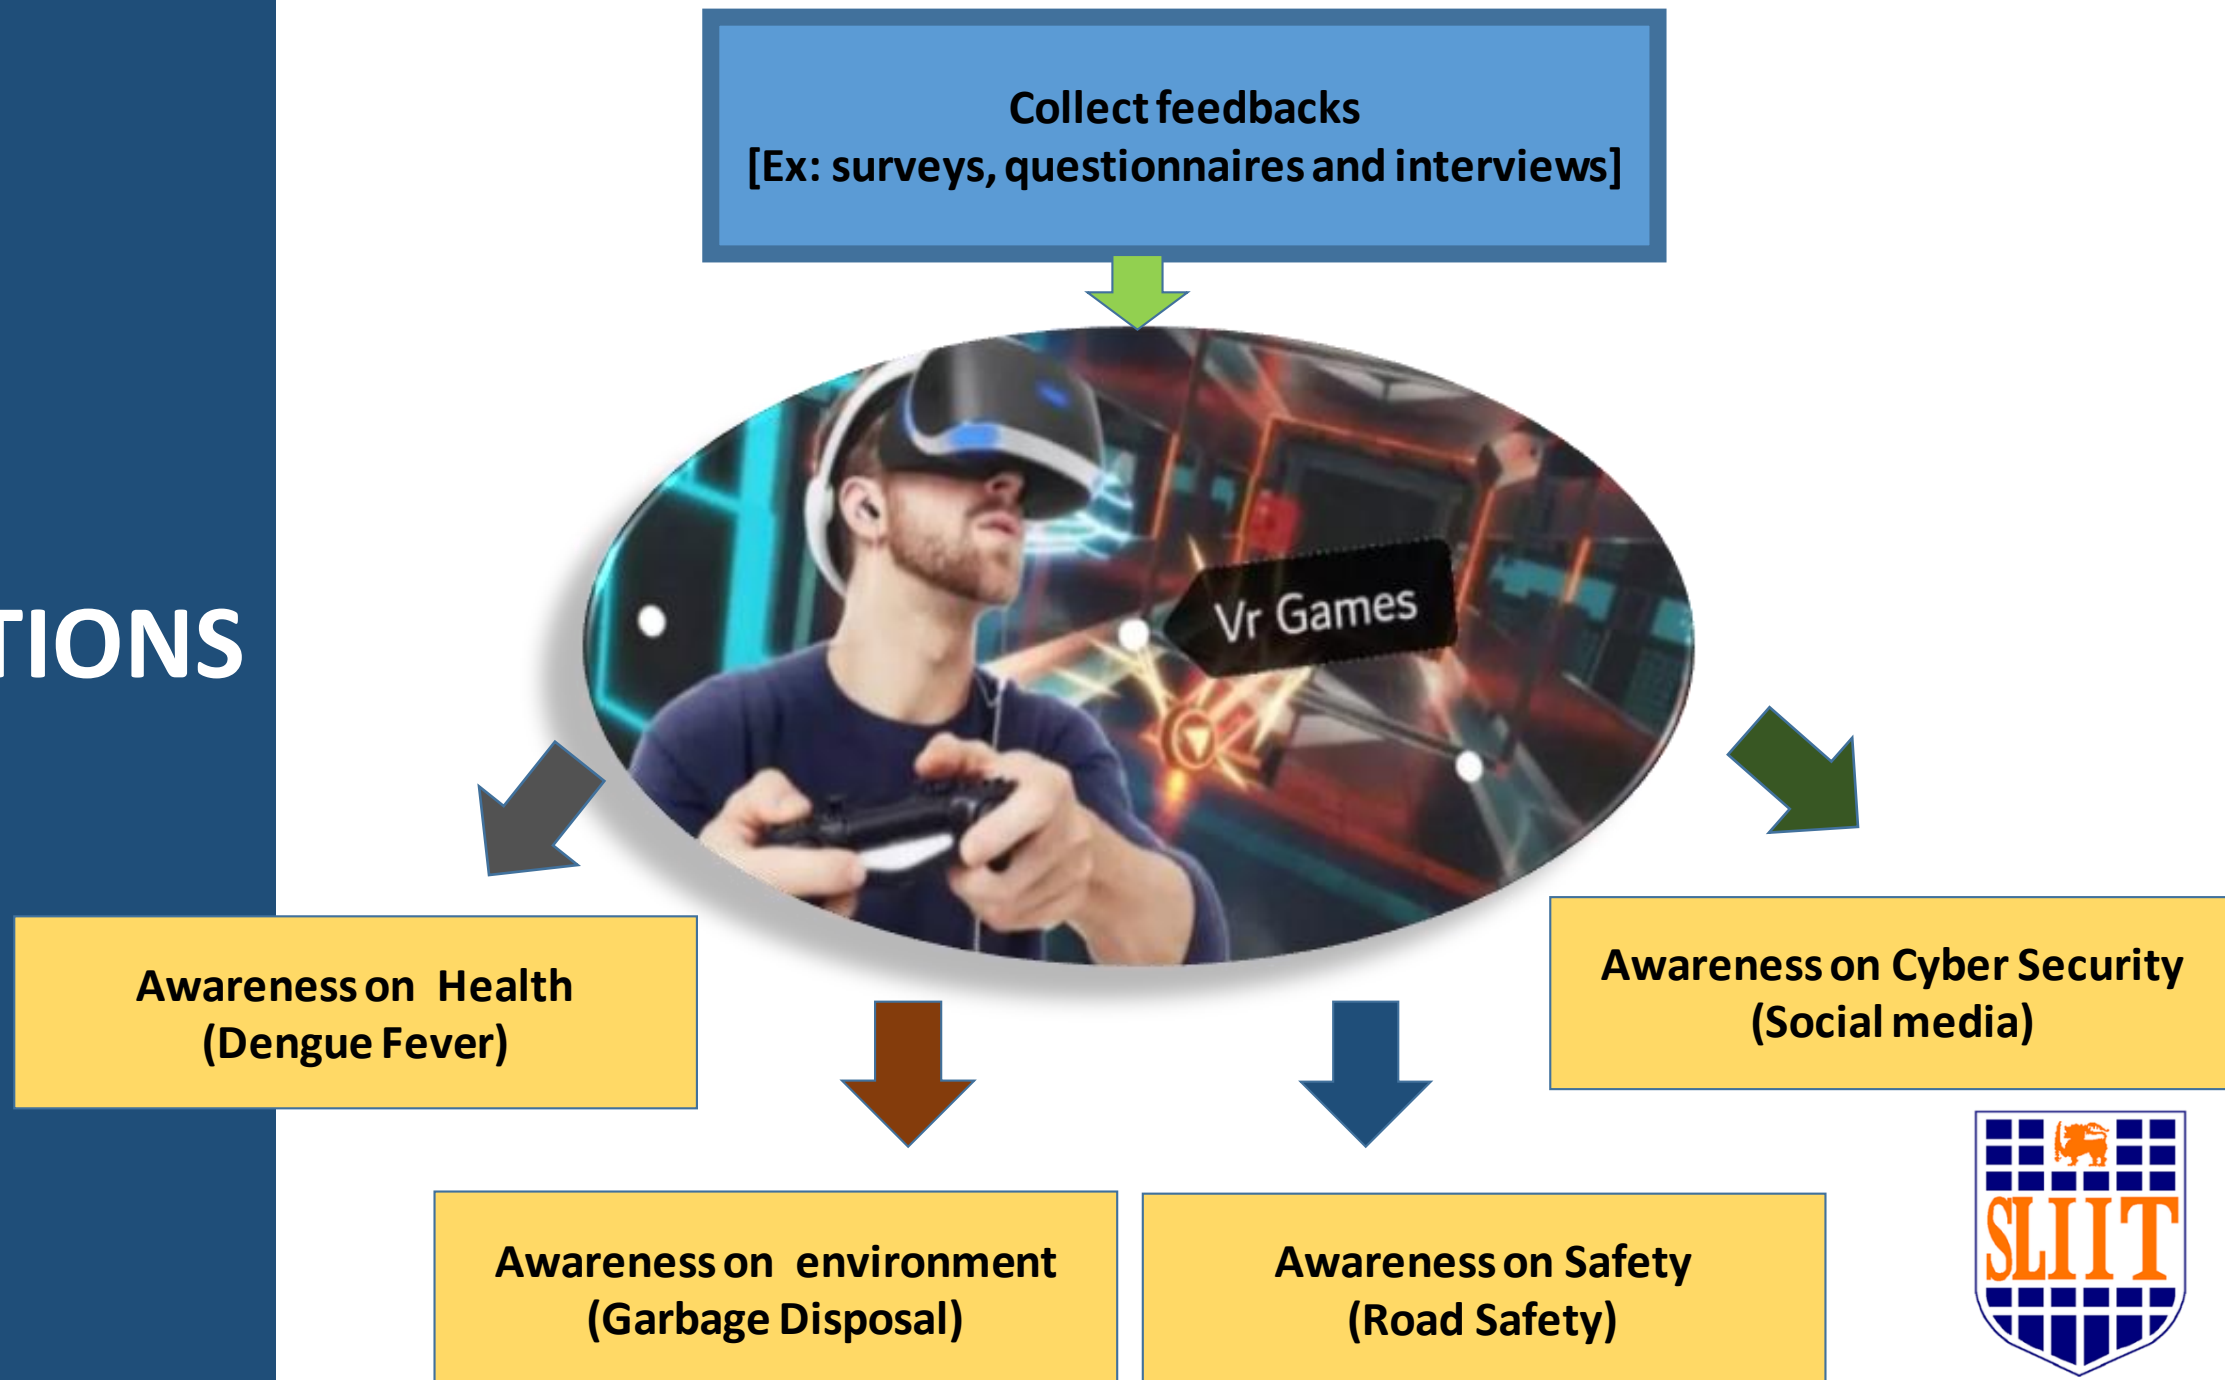 Collect feedbacks
[Ex: surveys, questionnaires and interviews]
Vr Games
TIONS
Awareness on Health
(Dengue Fever)
Awareness on Cyber Security
(Social media)
Awareness on environment
(Garbage Disposal)
Awareness on Safety
(Road Safety)
SLIIT